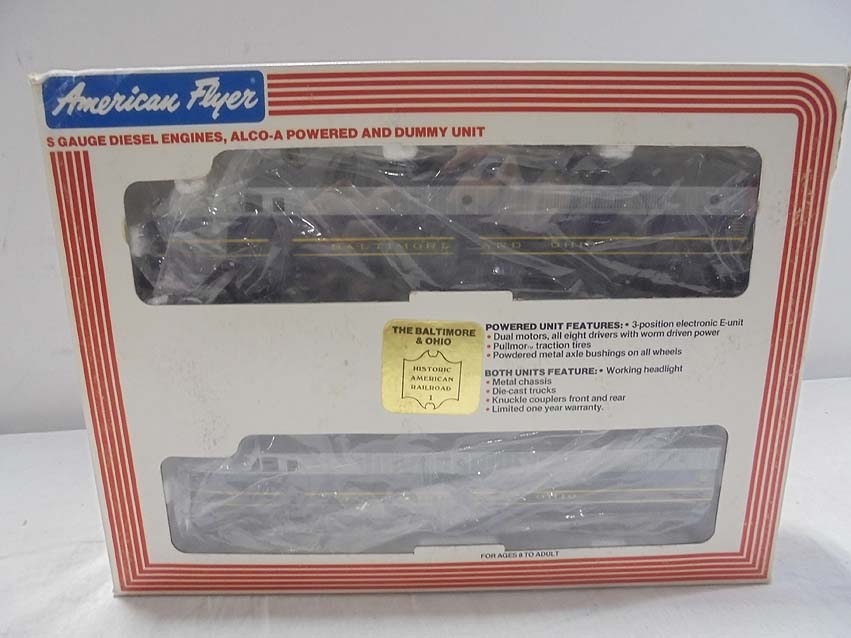 American Flyer
S GAUGE DIESEL ENGINES, ALCO-A POWERED AND DUMMY UNIT
BALTIMORE AND OHIO
THE BALTIMORE
& OHIO
HISTORIC
AMERICAN
RAILROAD
1
POWERED UNIT FEATURES: • 3-position electronic E-unit
• Dual motors, all eight drivers with worm driven power
• Pullmor™ traction tires
• Powdered metal axle bushings on all wheels
BOTH UNITS FEATURE: • Working headlight
• Metal chassis
• Die-cast trucks
• Knuckle couplers front and rear
• Limited one year warranty.
OHIO
FOR AGES 8 TO ADULT